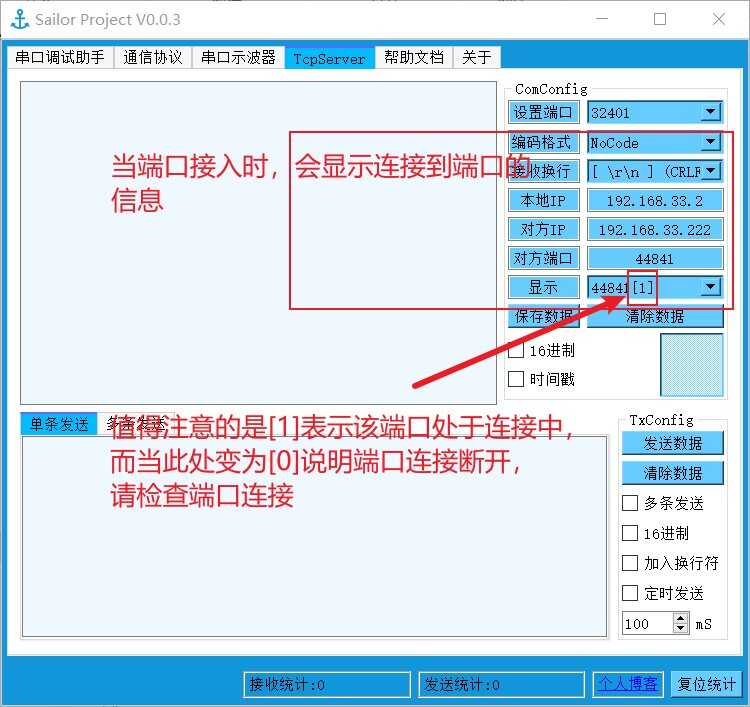 Sailor Project V0.0.3
串口调试助手 通信协议 串口示波器 TcpServer 帮助文档 关于
ComConfig
设置端口 32401
编码格式 NoCode
当端口接入时，会显示连接到端口的
信息
接收换行 [ \r\n ] (CRLF
本地IP 192.168.33.2
对方IP 192.168.33.222
对方端口 44841
显示 44841[1]
保存数据 清除数据
16进制
时间戳
单条发送 多条发送
值得注意的是[1]表示该端口处于连接中，
而当此处变为[0]说明端口连接断开，
请检查端口连接
TxConfig
发送数据
清除数据
多条发送
16进制
加入换行符
定时发送
100 mS
接收统计:0 发送统计:0 个人博客 复位统计